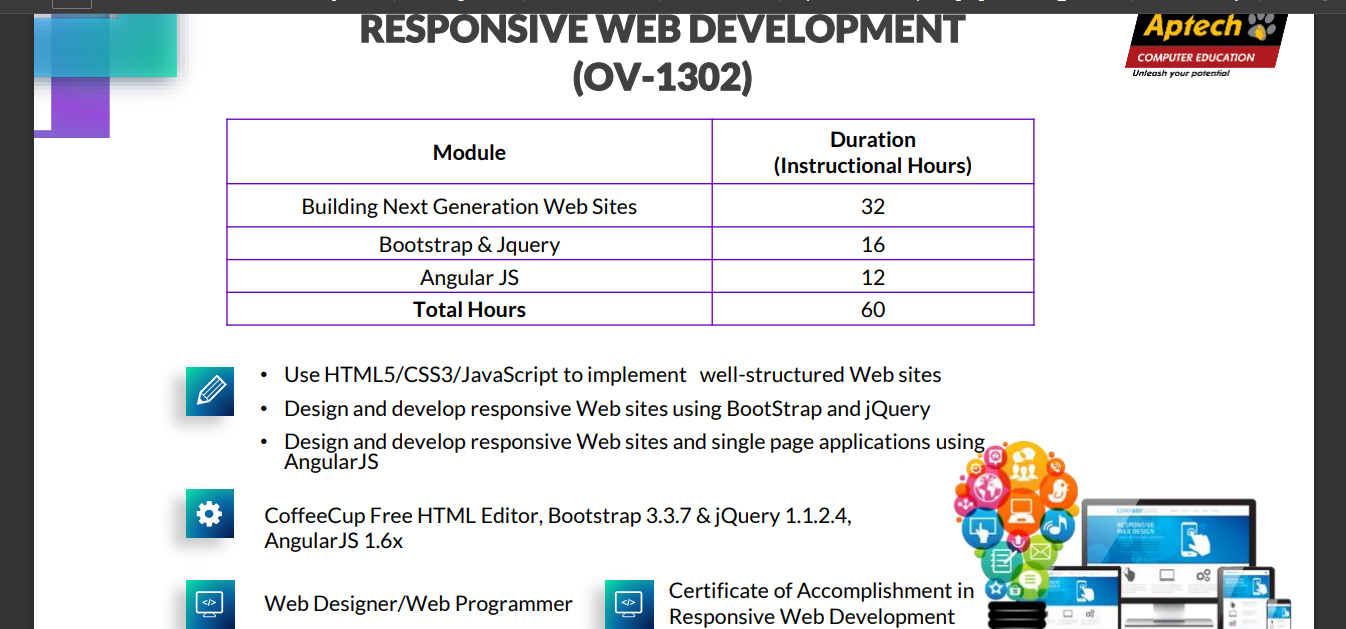 RESPONSIVE WEB DEVELOPMENT
(OV-1302)
Aptech
COMPUTER EDUCATION
Unleash your potential
Module
Duration
(Instructional Hours)
Building Next Generation Web Sites
32
Bootstrap & Jquery
16
Angular JS
12
Total Hours
60
• Use HTML5/CSS3/JavaScript to implement well-structured Web sites
• Design and develop responsive Web sites using BootStrap and jQuery
• Design and develop responsive Web sites and single page applications using
AngularJS
CoffeeCup Free HTML Editor, Bootstrap 3.3.7 & jQuery 1.1.2.4,
AngularJS 1.6x
COMPANY
RESPONSIVE
WEB DESIGN
</>
Web Designer/Web Programmer
</>
Certificate of Accomplishment in
Responsive Web Development